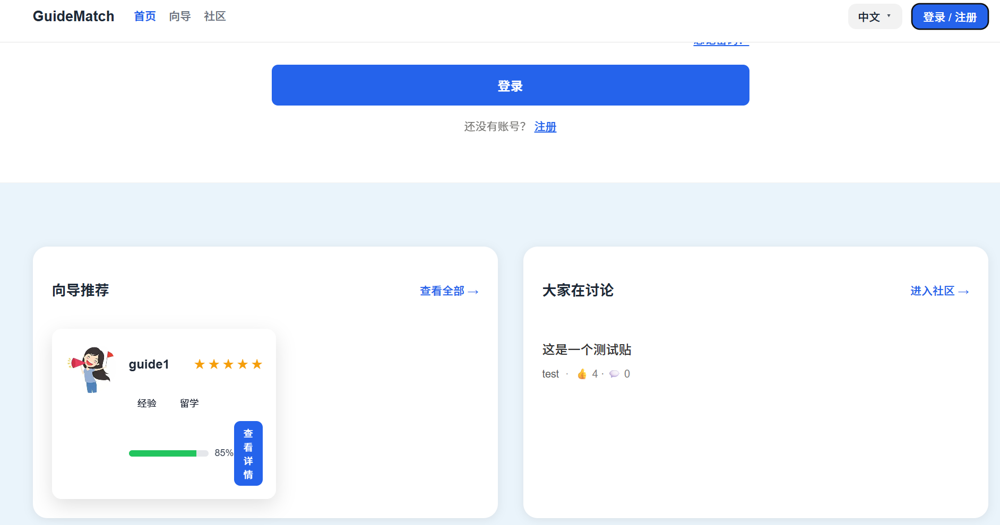 GuideMatch 首页 向导 社区 中文 登录 / 注册
登录
还没有账号？ 注册
向导推荐 查看全部 →
guide1 ★★★★★
经验 留学
85% 查看详情
大家在讨论 进入社区 →
这是一个测试贴
test · 👍 4 · 💬 0